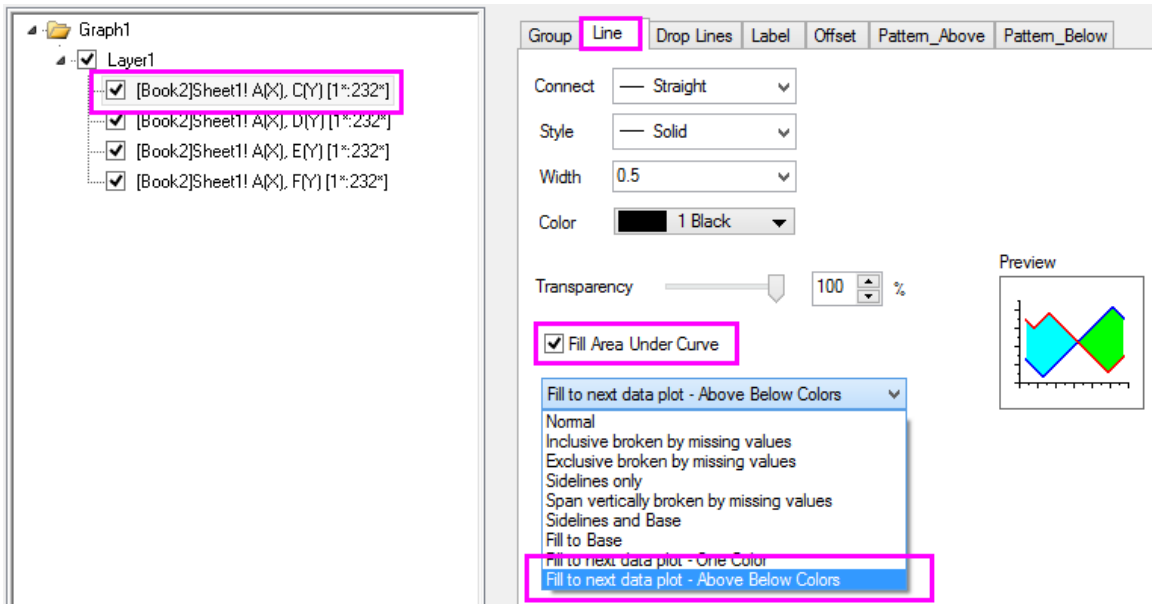 Graph1
Layer1
[Book2]Sheet1! A(X), C(Y) [1*:232*]
[Book2]Sheet1! A(X), D(Y) [1*:232*]
[Book2]Sheet1! A(X), E(Y) [1*:232*]
[Book2]Sheet1! A(X), F(Y) [1*:232*]
Group Line Drop Lines Label Offset Pattern_Above Pattern_Below
Connect Straight
Style Solid
Width 0.5
Color 1 Black
Transparency 100 %
Preview
Fill Area Under Curve
Fill to next data plot - Above Below Colors
Normal
Inclusive broken by missing values
Exclusive broken by missing values
Sidelines only
Span vertically broken by missing values
Sidelines and Base
Fill to Base
Fill to next data plot - One Color
Fill to next data plot - Above Below Colors